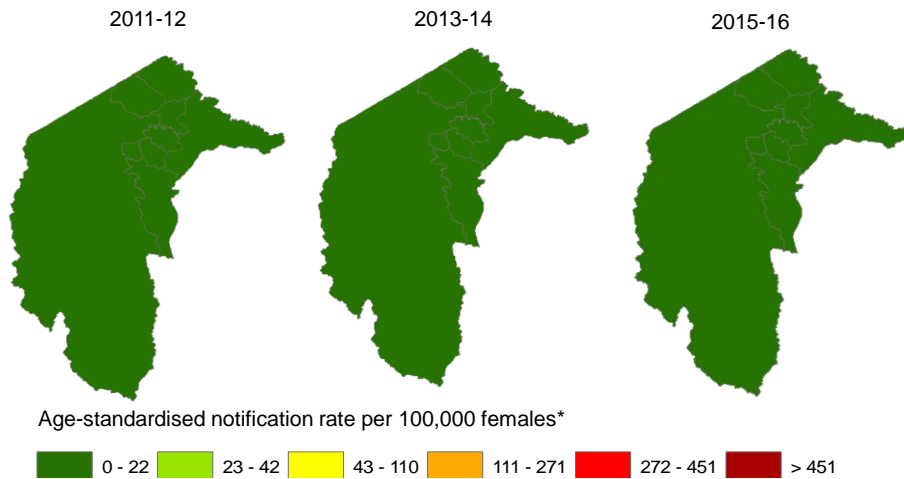 2011-12 2013-14 2015-16
Age-standardised notification rate per 100,000 females*
0 - 22 23 - 42 43 - 110 111 - 271 272 - 451 > 451